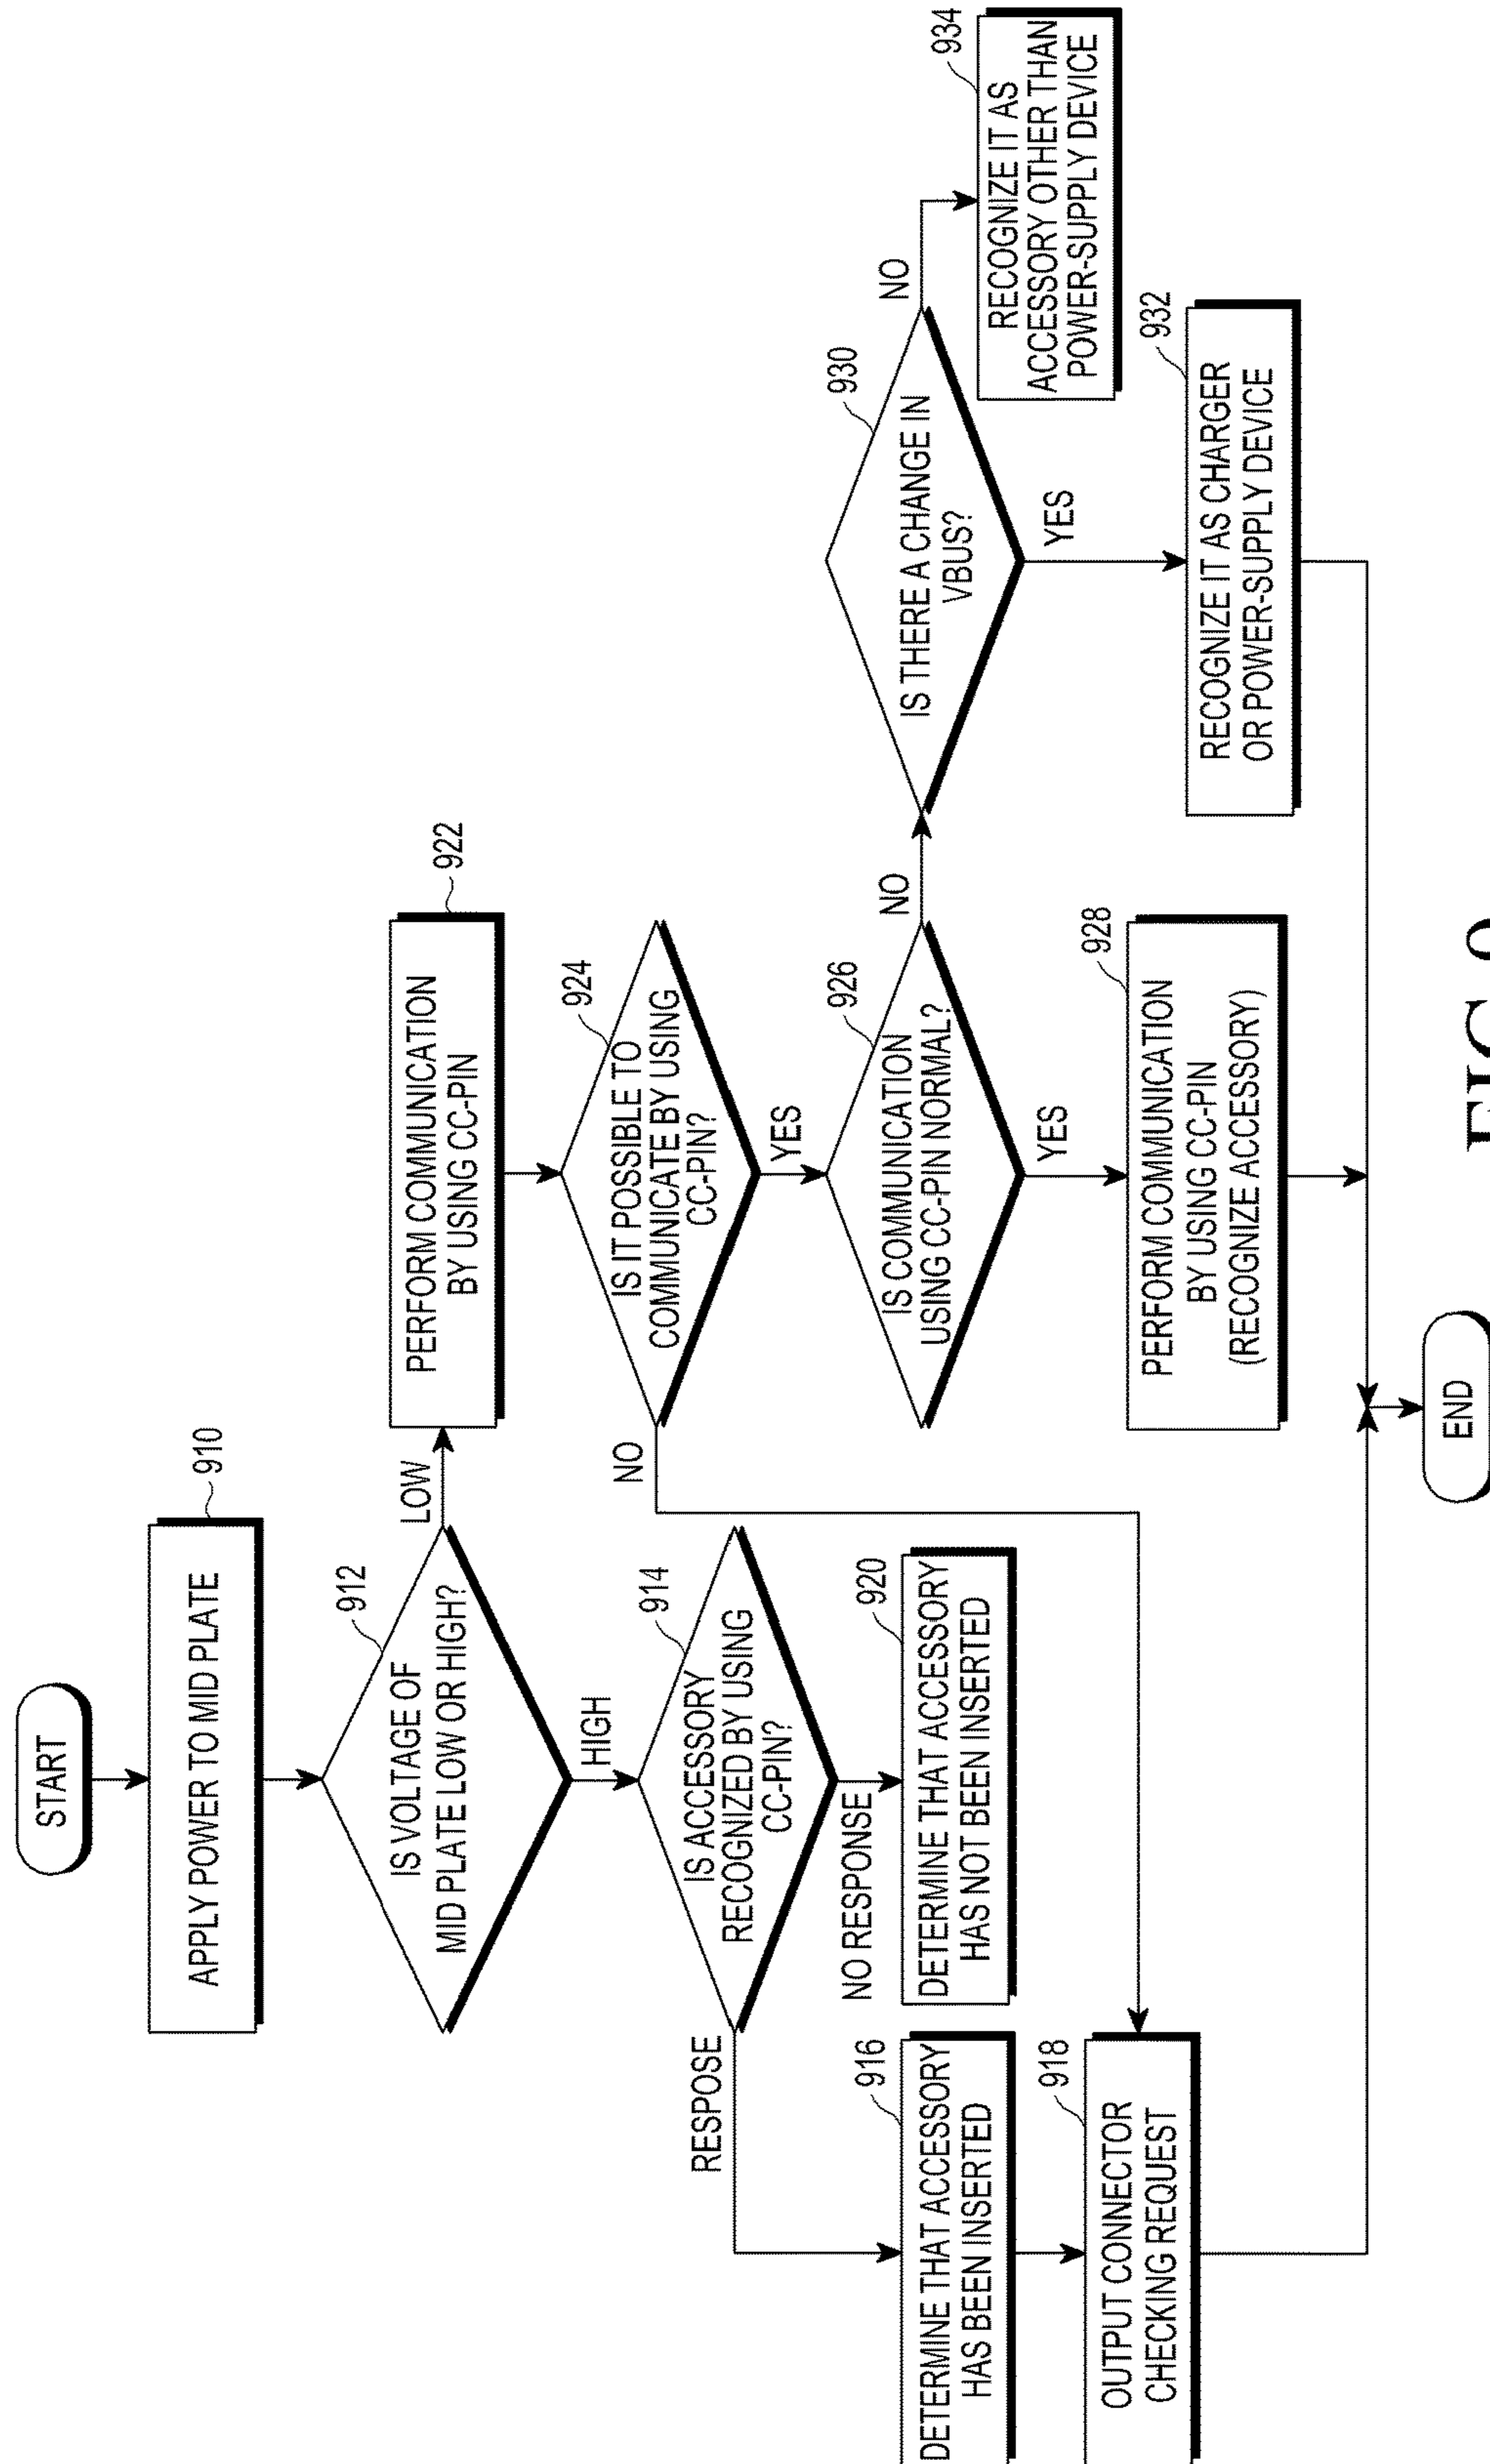 START
910
APPLY POWER TO MID PLATE
912
IS VOLTAGE OF
MID PLATE LOW OR HIGH?
LOW
HIGH
914
IS ACCESSORY
RECOGNIZED BY USING
CC-PIN?
RESPOSE
NO RESPONSE
916
DETERMINE THAT ACCESSORY
HAS BEEN INSERTED
918
OUTPUT CONNECTOR
CHECKING REQUEST
920
DETERMINE THAT ACCESSORY
HAS NOT BEEN INSERTED
922
PERFORM COMMUNICATION
BY USING CC-PIN
924
IS IT POSSIBLE TO
COMMUNICATE BY USING
CC-PIN?
NO
YES
926
IS COMMUNICATION
USING CC-PIN NORMAL?
NO
YES
928
PERFORM COMMUNICATION
BY USING CC-PIN
(RECOGNIZE ACCESSORY)
930
IS THERE A CHANGE IN
VBUS?
NO
YES
932
RECOGNIZE IT AS CHARGER
OR POWER-SUPPLY DEVICE
934
RECOGNIZE IT AS
ACCESSORY OTHER THAN
POWER-SUPPLY DEVICE
END